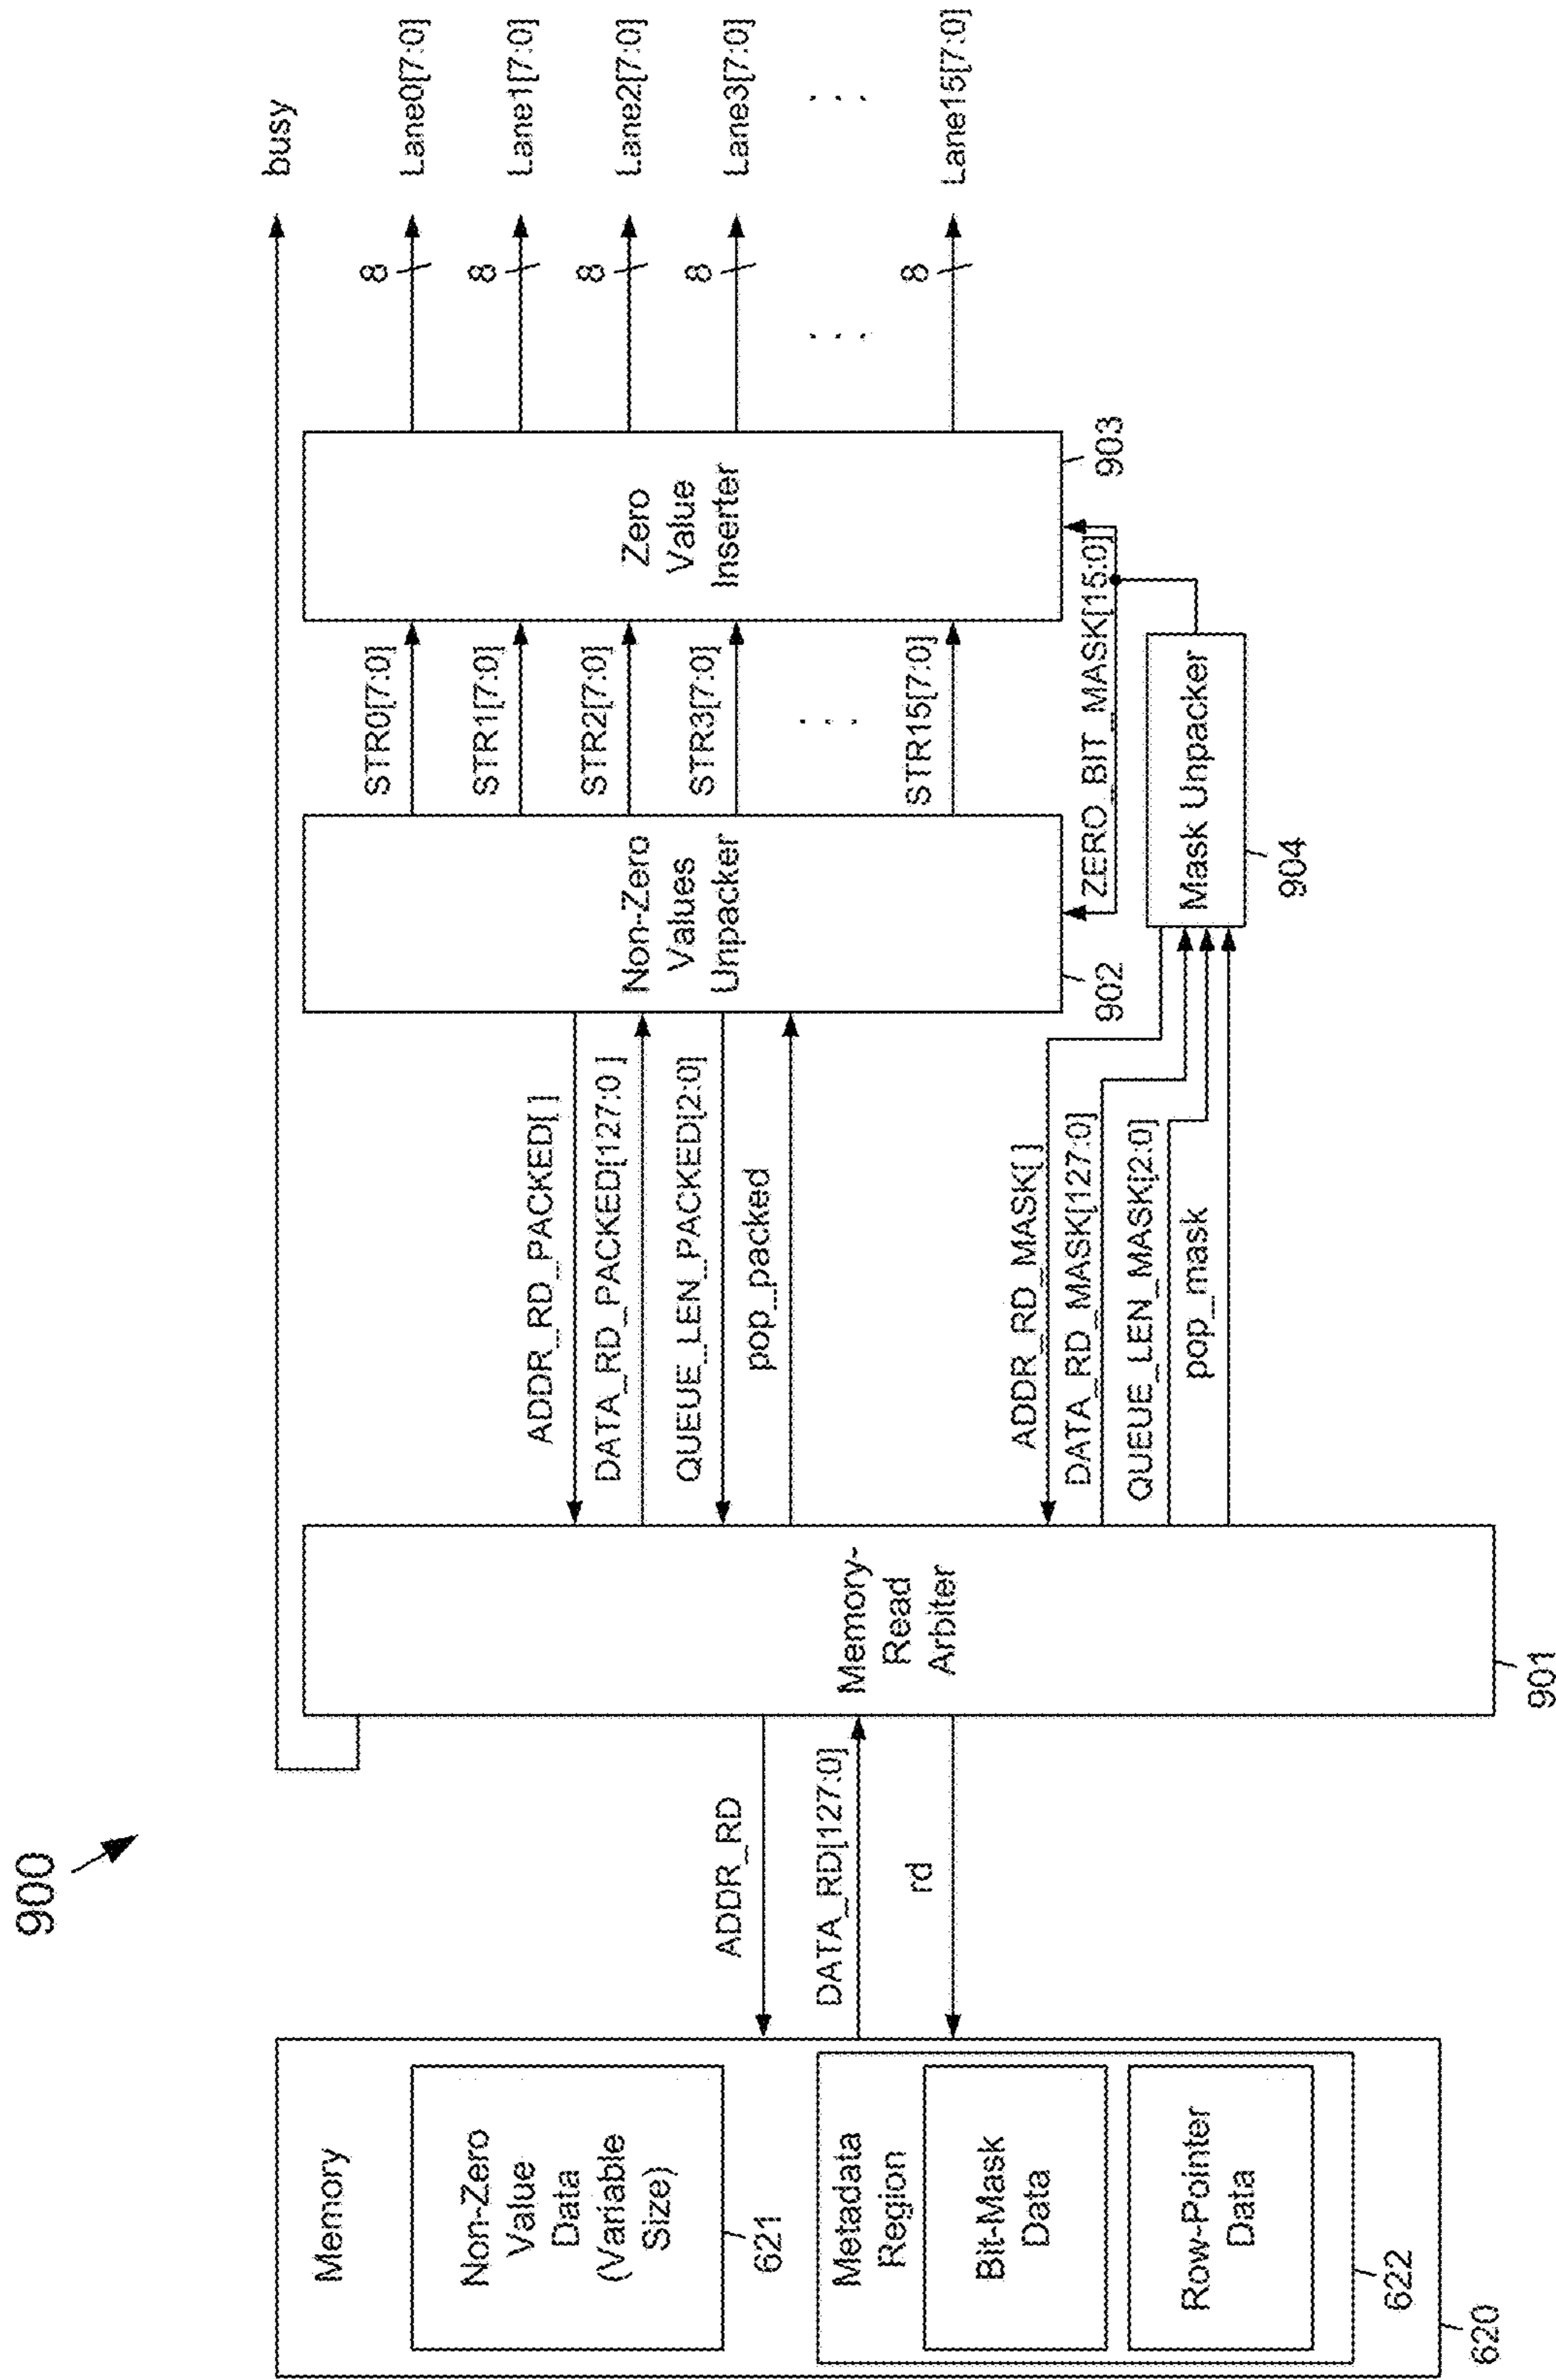 900
Memory
Non-Zero
Value
Data
(Variable
Size)
621
Metadata
Region
Bit-Mask
Data
Row-Pointer
Data
622
620
ADDR_RD
DATA_RD[127:0]
rd
Memory-
Read
Arbiter
901
ADDR_RD_PACKED[ ]
DATA_RD_PACKED[127:0 ]
QUEUE_LEN_PACKED[2:0]
pop_packed
ADDR_RD_MASK[ ]
DATA_RD_MASK[127:0]
QUEUE_LEN_MASK[2:0]
pop_mask
Non-Zero
Values
Unpacker
902
STR0[7:0]
STR1[7:0]
STR2[7:0]
STR3[7:0]
. . .
STR15[7:0]
ZERO_BIT_MASK[15:0]
Mask Unpacker
904
Zero
Value
Inserter
903
8
8
8
8
. . .
8
busy
Lane0[7:0]
Lane1[7:0]
Lane2[7:0]
Lane3[7:0]
. . .
Lane15[7:0]